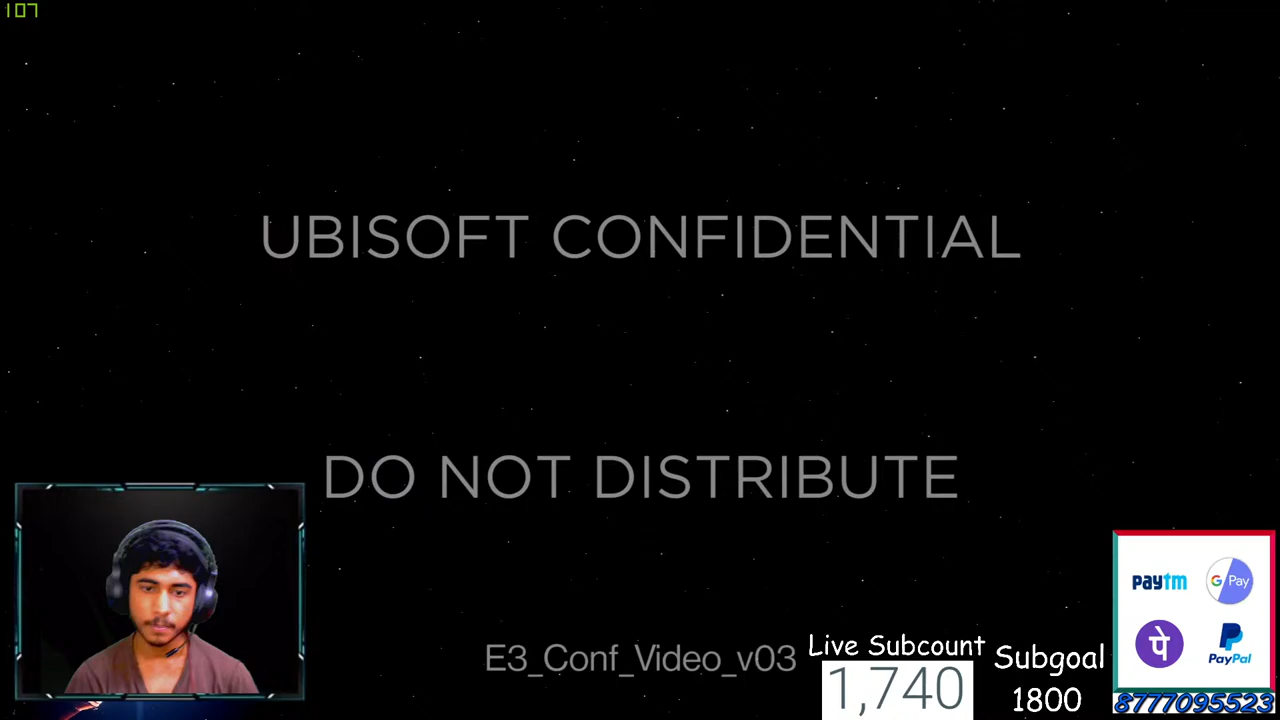 107
UBISOFT CONFIDENTIAL
DO NOT DISTRIBUTE
E3_Conf_Video_v03
Live Subcount
1,740
Subgoal
1800
paytm
G Pay
पे
PayPal
8777095523